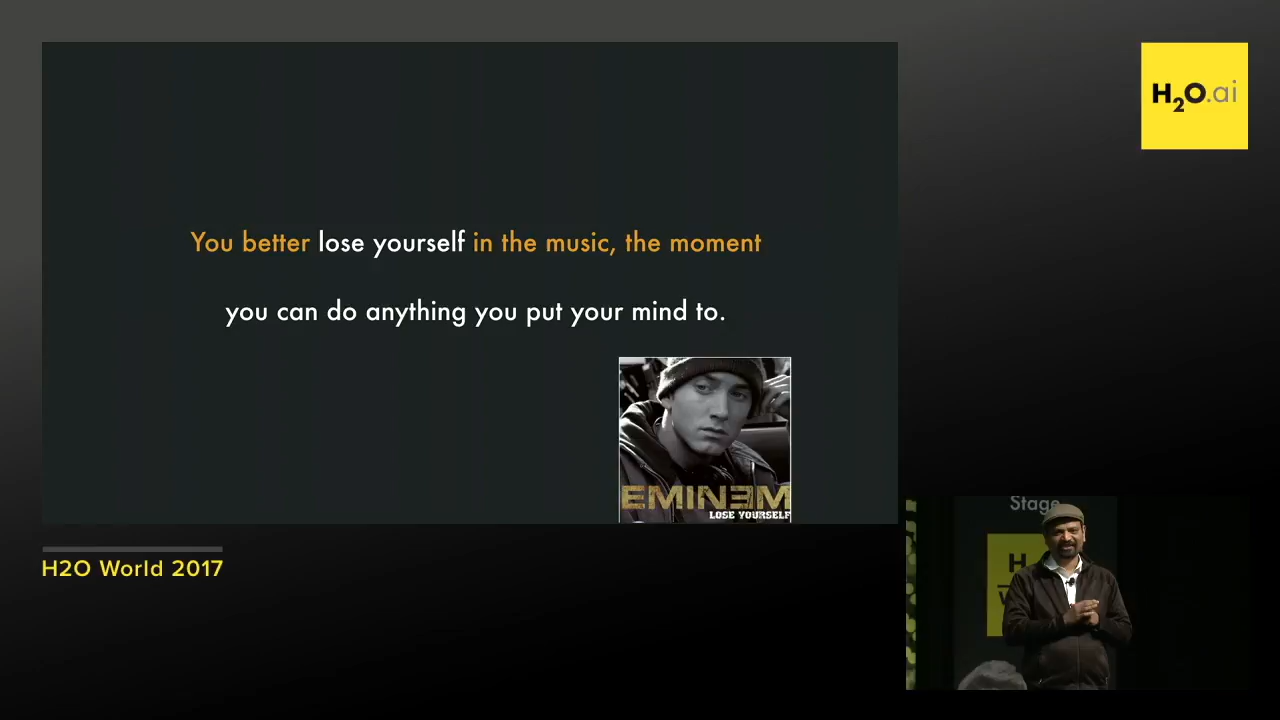 You better lose yourself in the music, the moment
you can do anything you put your mind to.
EMINEM
LOSE YOURSELF
H2O.ai
H2O World 2017
Stage
H